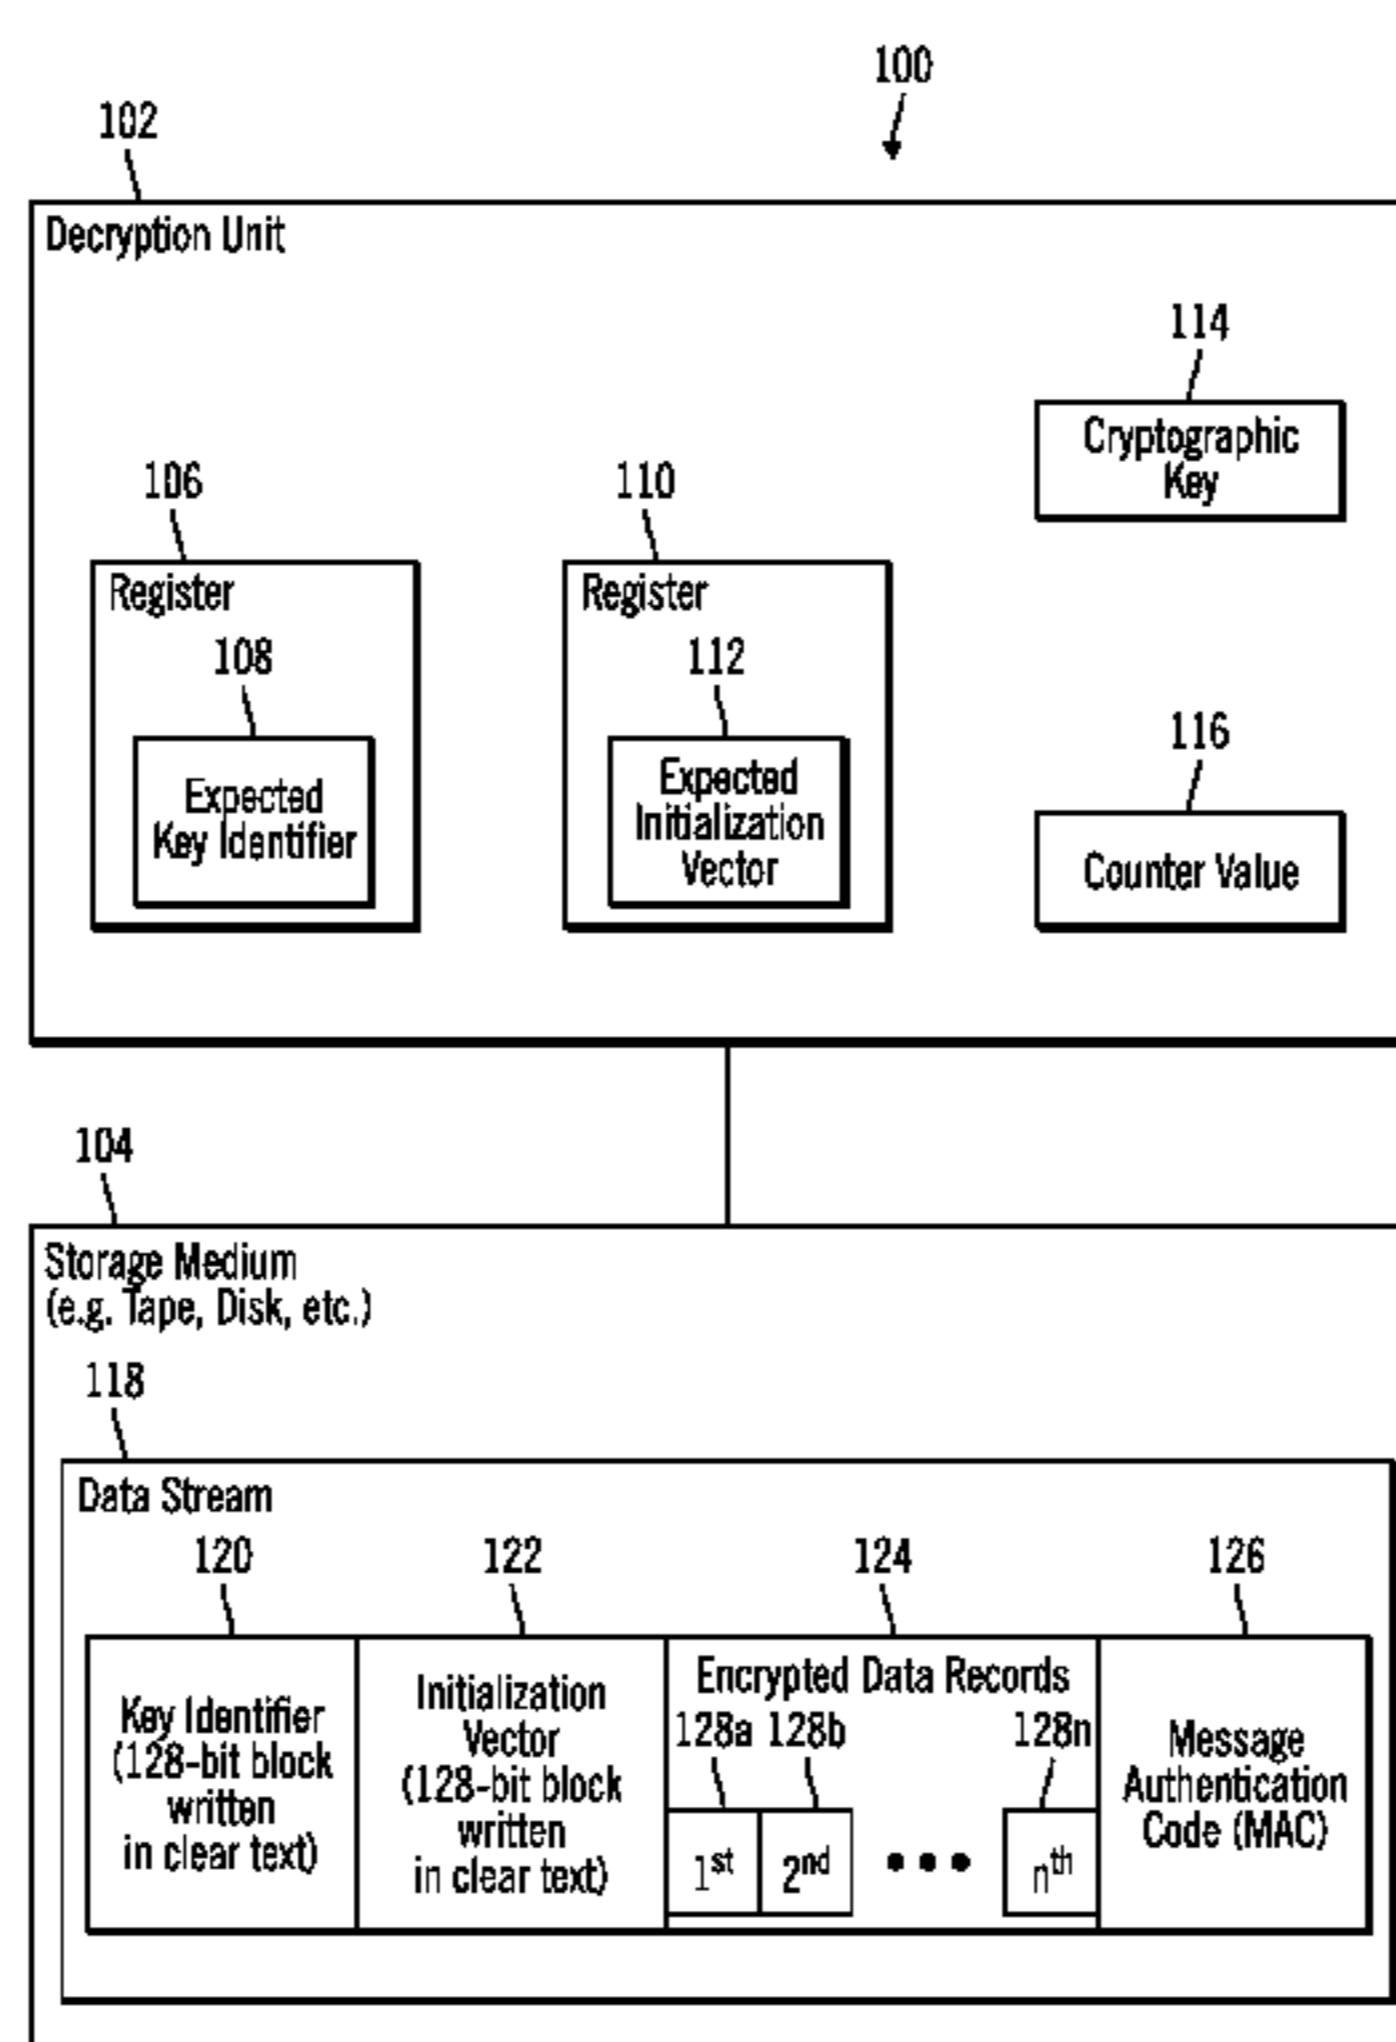 100
102
Decryption Unit
114
Cryptographic
Key
106
110
Register
Register
108
112
116
Expected
Key Identifier
Expected
Initialization
Vector
Counter Value
104
Storage Medium
(e.g. Tape, Disk, etc.)
118
Data Stream
120
122
124
126
Key Identifier
(128-bit block
written
in clear text)
Initialization
Vector
(128-bit block
written
in clear text)
Encrypted Data Records
128a 128b 128n
1st 2nd ••• nth
Message
Authentication
Code (MAC)